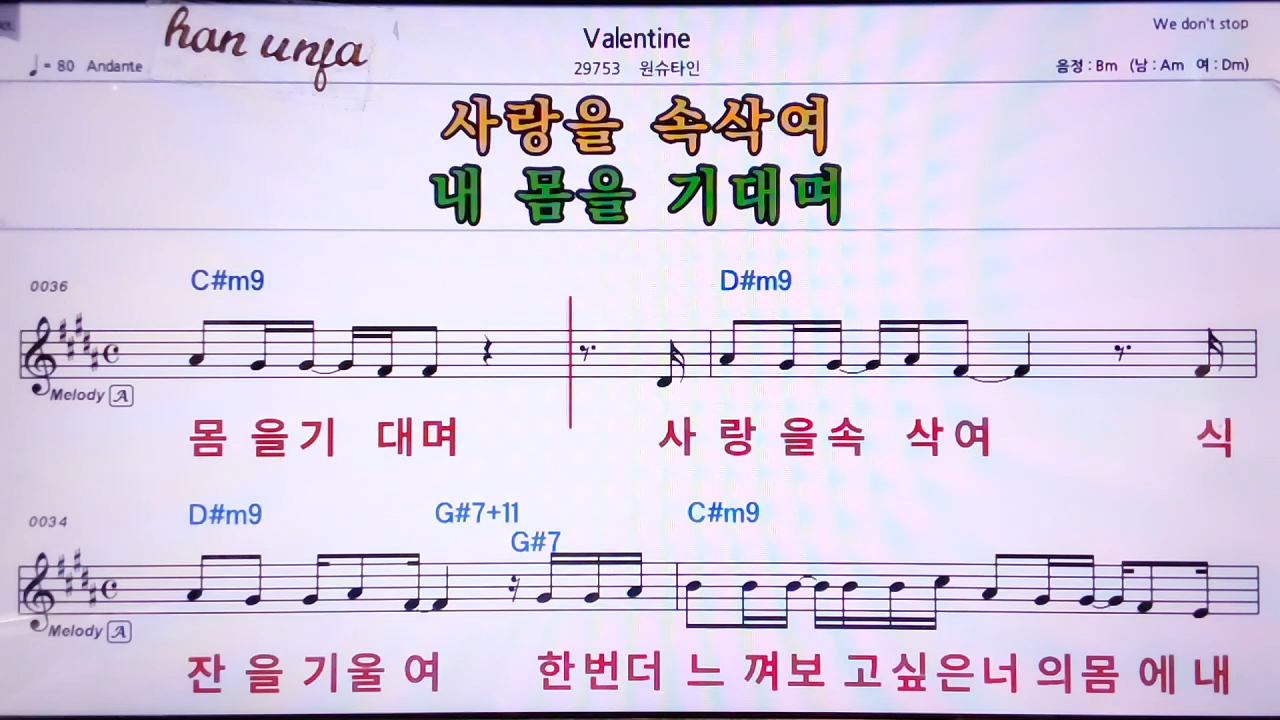 han unfa
Valentine
We don't stop
♩= 80 Andante
29753 원슈타인
음정 : Bm (남 : Am 여 : Dm)
사랑을 속삭여
내 몸을 기대며
0036
C#m9 D#m9
Melody A
몸 을기 대며 사 랑 을속 삭여 식
0034
D#m9 G#7+11 G#7 C#m9
Melody A
잔 을 기울 여 한번더 느 껴보 고싶은너 의몸 에 내